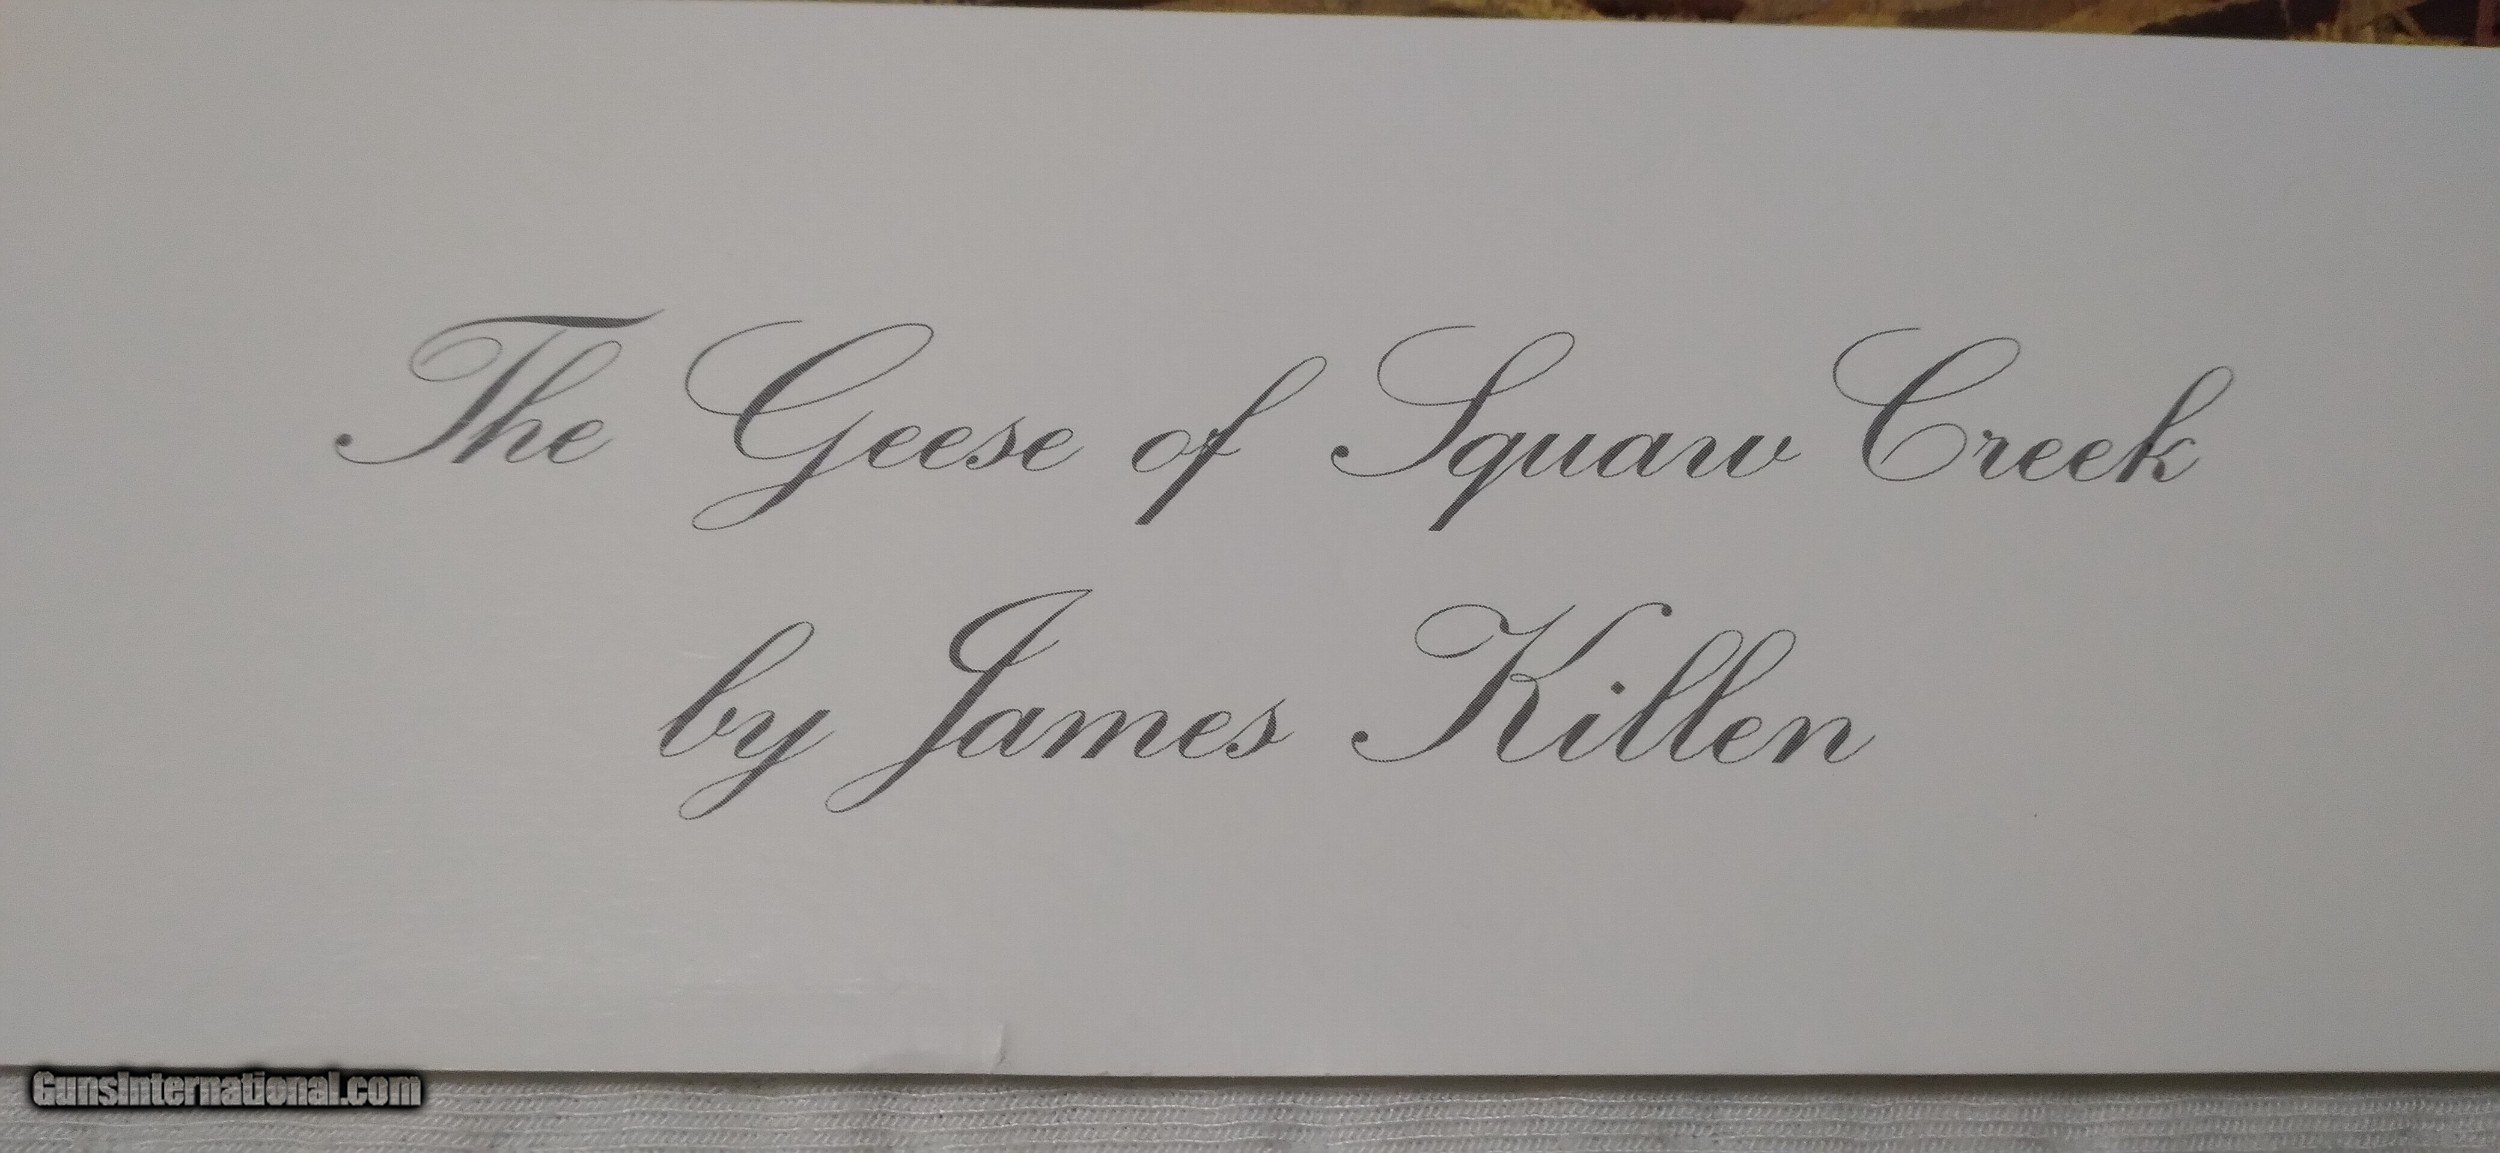 The Geese of Squaw Creek
by James Killen
GunsInternational.com